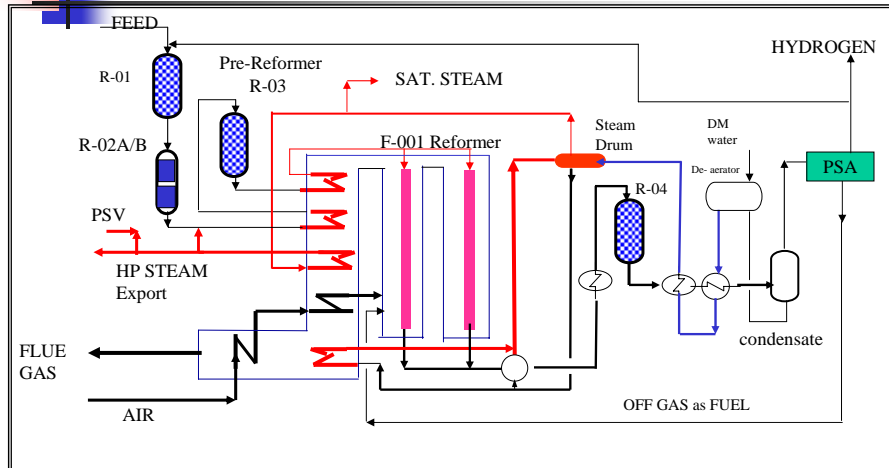 FEED
HYDROGEN
R-01
Pre-Reformer
R-03
SAT. STEAM
R-02A/B
F-001 Reformer
Steam
Drum
DM
water
De- aerator
PSA
R-04
PSV
HP STEAM
Export
condensate
FLUE
GAS
AIR
OFF GAS as FUEL